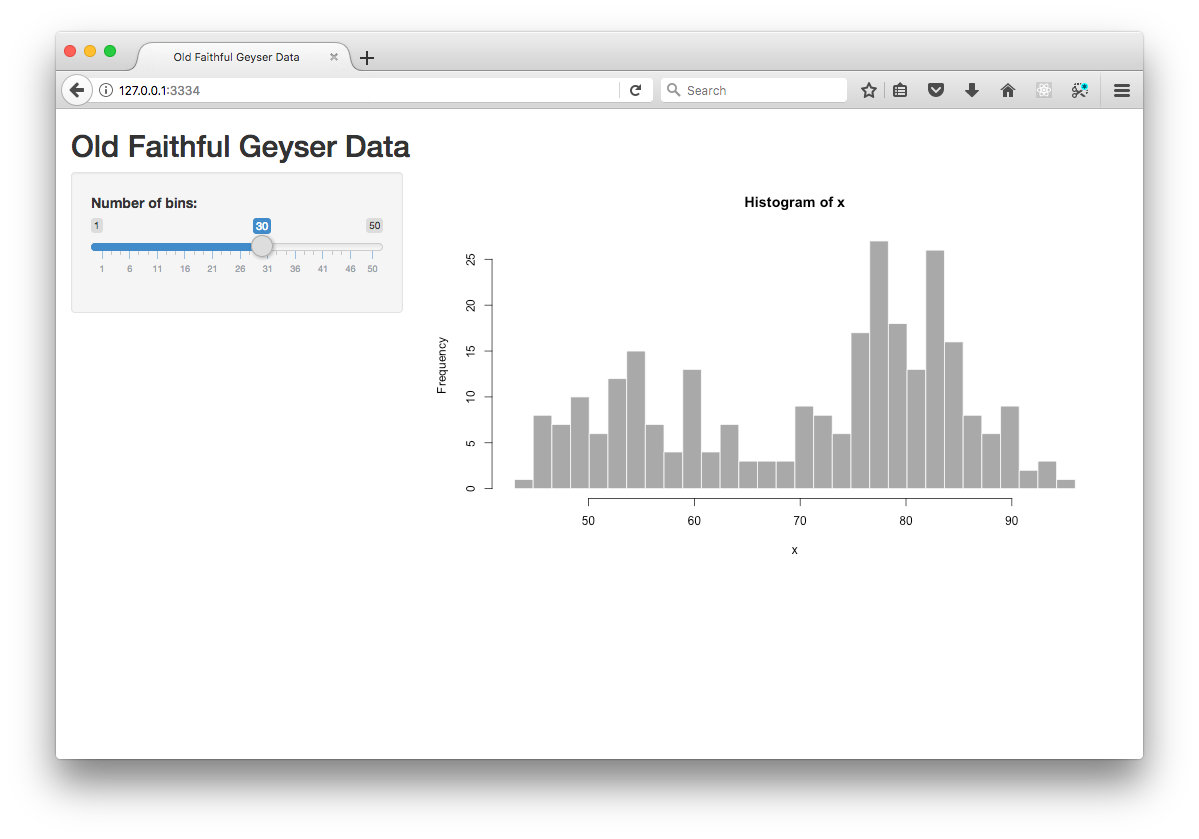 Old Faithful Geyser Data
127.0.0.1:3334
Search
Old Faithful Geyser Data
Number of bins:
1 30 50
1 6 11 16 21 26 31 36 41 46 50
Histogram of x
Frequency
25
20
15
10
5
0
50 60 70 80 90
x